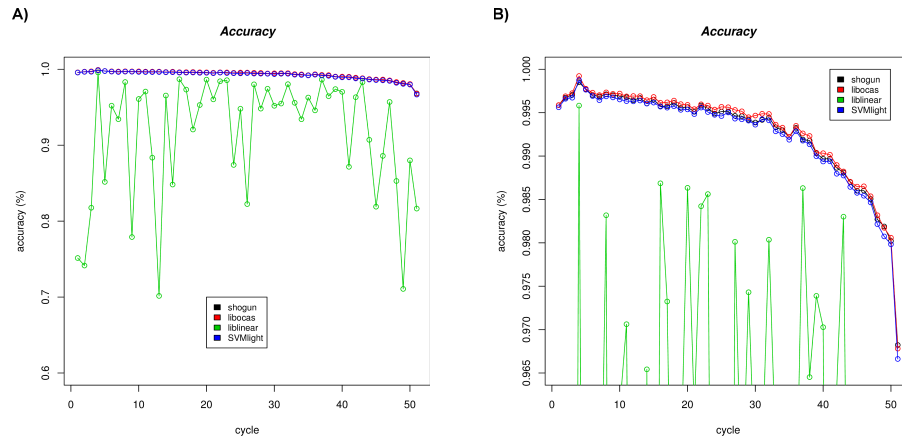 A)
Accuracy
accuracy (%)
1.0
0.9
0.8
0.7
0.6
shogun
libocas
liblinear
SVMlight
0 10 20 30 40 50
cycle
B)
Accuracy
accuracy (%)
1.000
0.995
0.990
0.985
0.980
0.975
0.970
0.965
shogun
libocas
liblinear
SVMlight
0 10 20 30 40 50
cycle